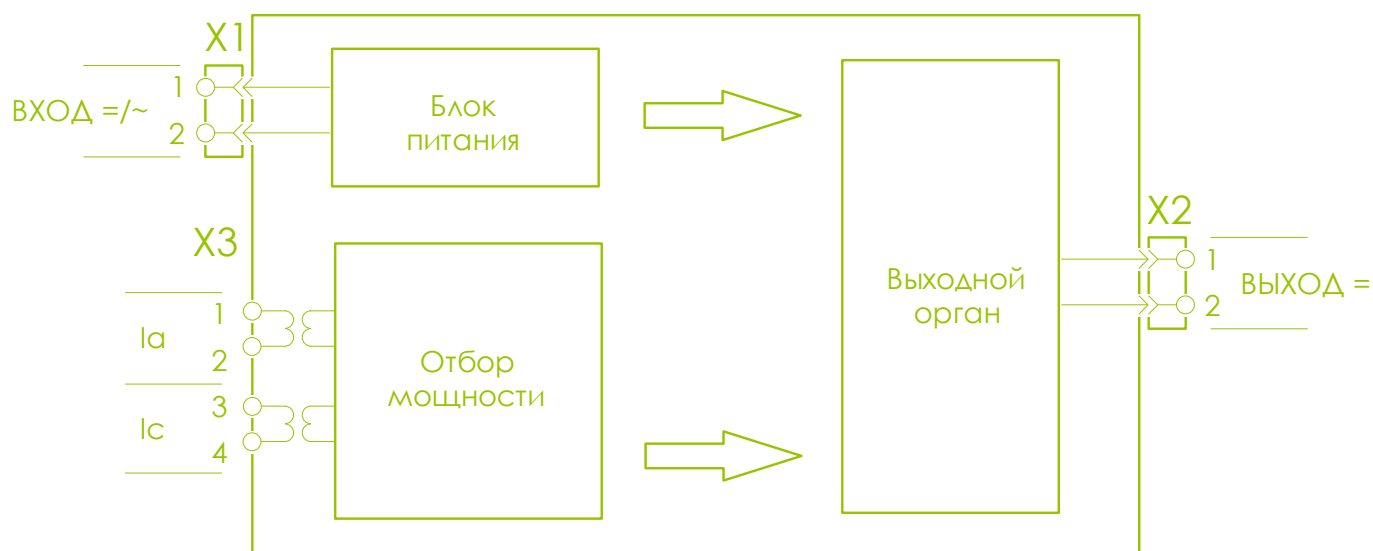 X1
1
ВХОД =/~
2
Блок
питания
X3
1
Ia
2
3
Ic
4
Отбор
мощности
Выходной
орган
X2
1
ВЫХОД =
2